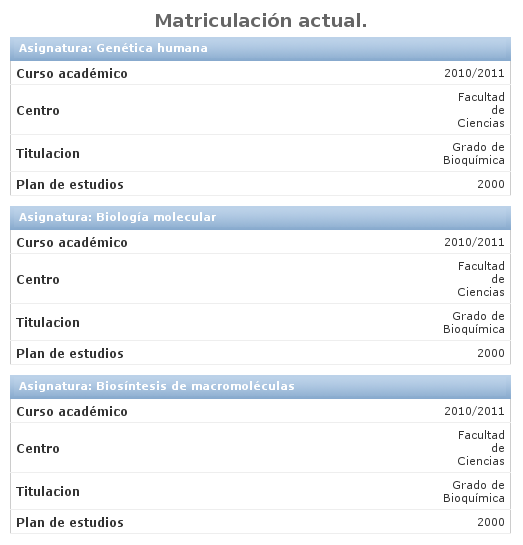 Matriculación actual.
Asignatura: Genética humana
Curso académico 2010/2011
Centro Facultad
de
Ciencias
Titulacion Grado de
Bioquímica
Plan de estudios 2000
Asignatura: Biología molecular
Curso académico 2010/2011
Centro Facultad
de
Ciencias
Titulacion Grado de
Bioquímica
Plan de estudios 2000
Asignatura: Biosíntesis de macromoléculas
Curso académico 2010/2011
Centro Facultad
de
Ciencias
Titulacion Grado de
Bioquímica
Plan de estudios 2000